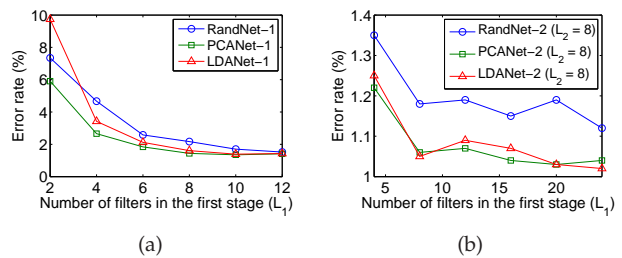 10
8
6
4
2
0
Error rate (%)
2 4 6 8 10 12
Number of filters in the first stage (L1)
RandNet−1
PCANet−1
LDANet−1
(a)
1.4
1.3
1.2
1.1
1
Error rate (%)
5 10 15 20
Number of filters in the first stage (L1)
RandNet−2 (L2 = 8)
PCANet−2 (L2 = 8)
LDANet−2 (L2 = 8)
(b)